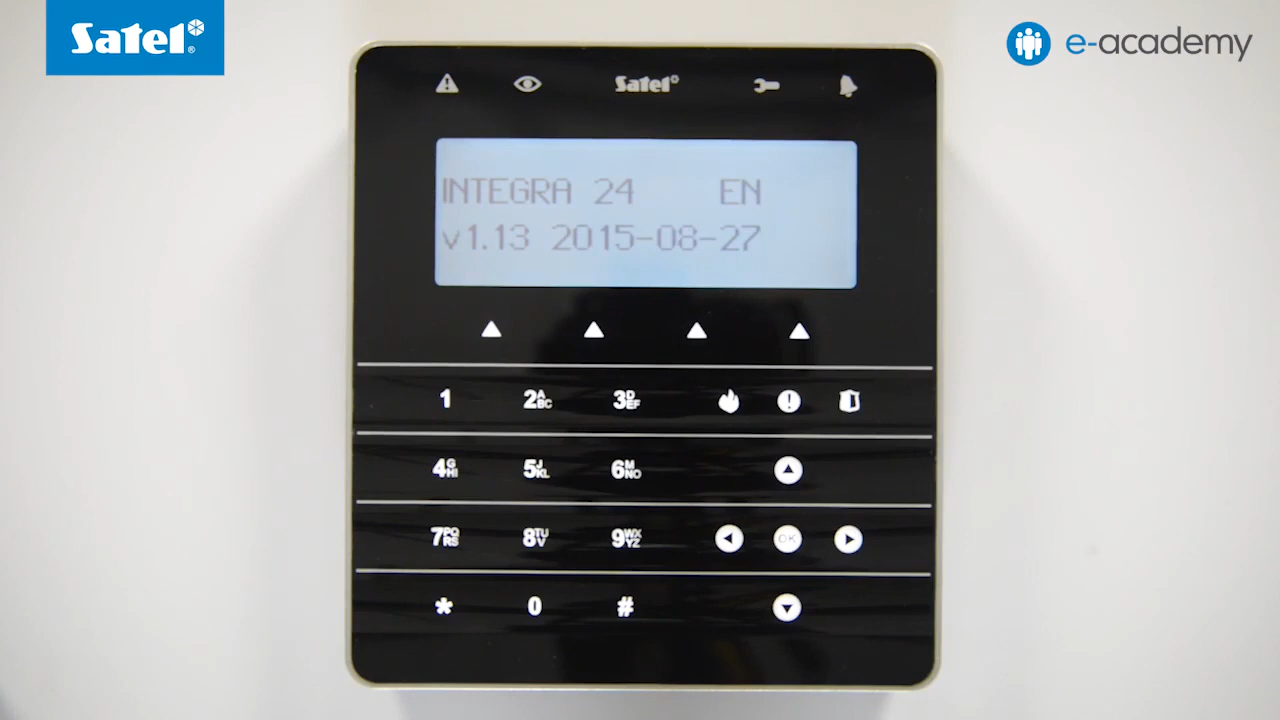 Satel®
e-academy
Satel®
INTEGRA 24 EN
v1.13 2015-08-27
1 2ABC 3DEF
4GHI 5JKL 6MNO
7PQRS 8TUV 9WXYZ OK
* 0 #